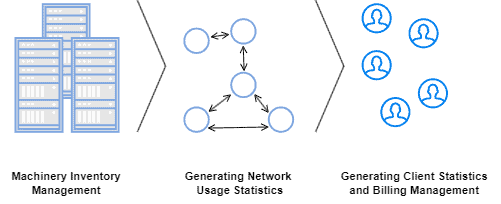 Machinery Inventory
Management
Generating Network
Usage Statistics
Generating Client Statistics
and Billing Management